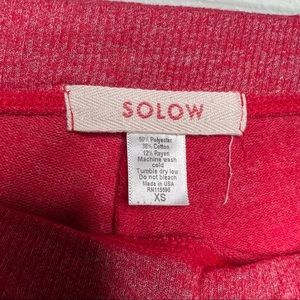 SOLOW
50% Polyester
38% Cotton
12% Rayon
Machine wash
cold
Tumble dry low
Do not bleach
Made in USA
RN115590
XS